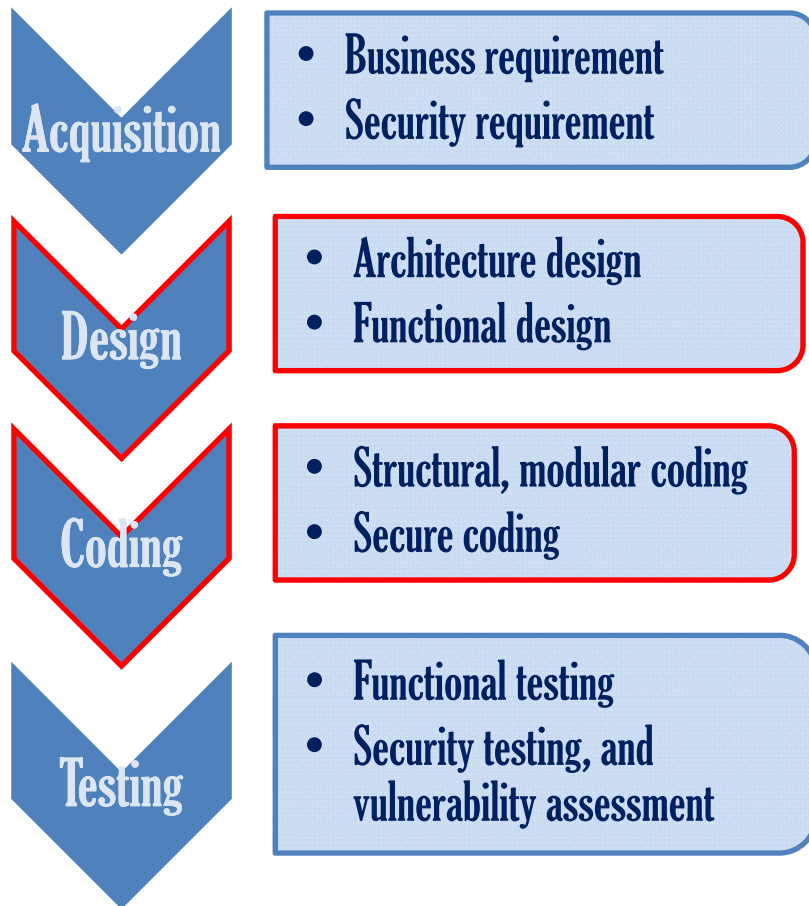 Acquisition
• Business requirement
• Security requirement
Design
• Architecture design
• Functional design
Coding
• Structural, modular coding
• Secure coding
Testing
• Functional testing
• Security testing, and
vulnerability assessment